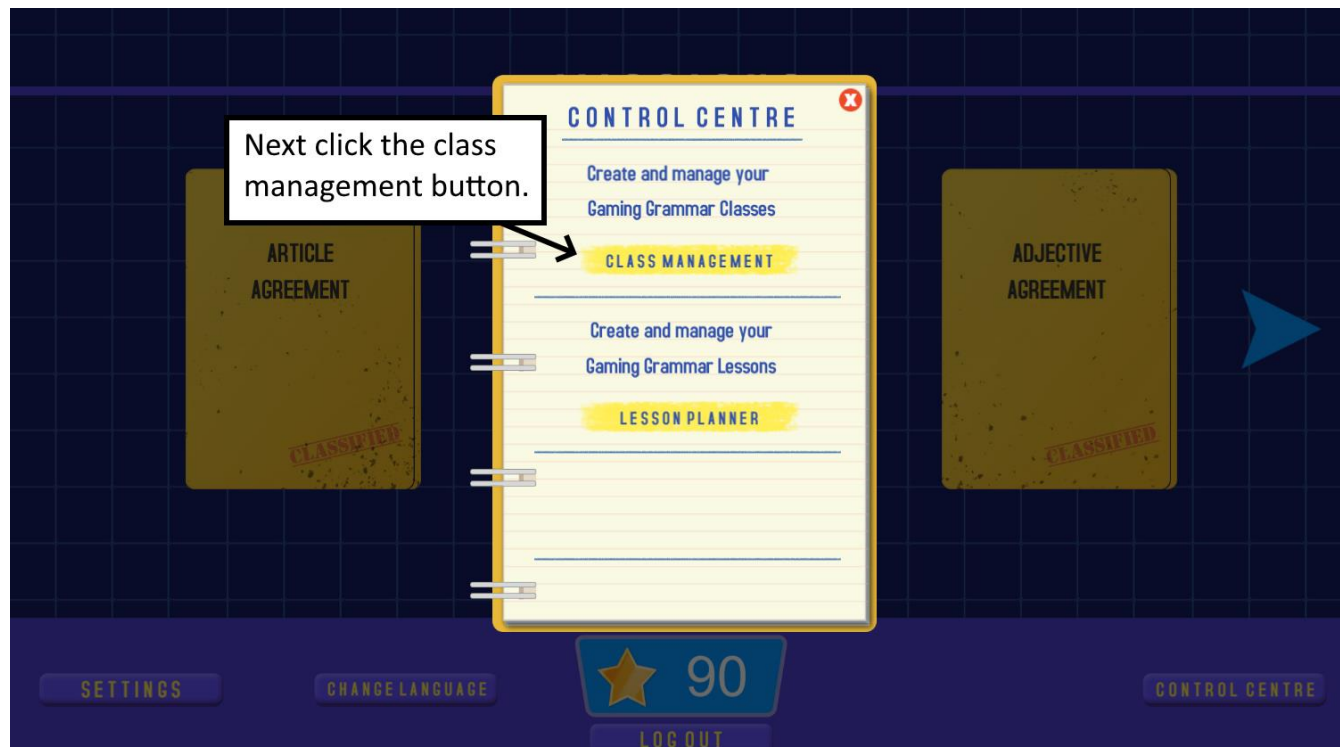 CONTROL CENTRE
Next click the class
management button.
Create and manage your
Gaming Grammar Classes
CLASS MANAGEMENT
ARTICLE
AGREEMENT
CLASSIFIED
Create and manage your
Gaming Grammar Lessons
LESSON PLANNER
ADJECTIVE
AGREEMENT
CLASSIFIED
SETTINGS
CHANGE LANGUAGE
90
LOG OUT
CONTROL CENTRE